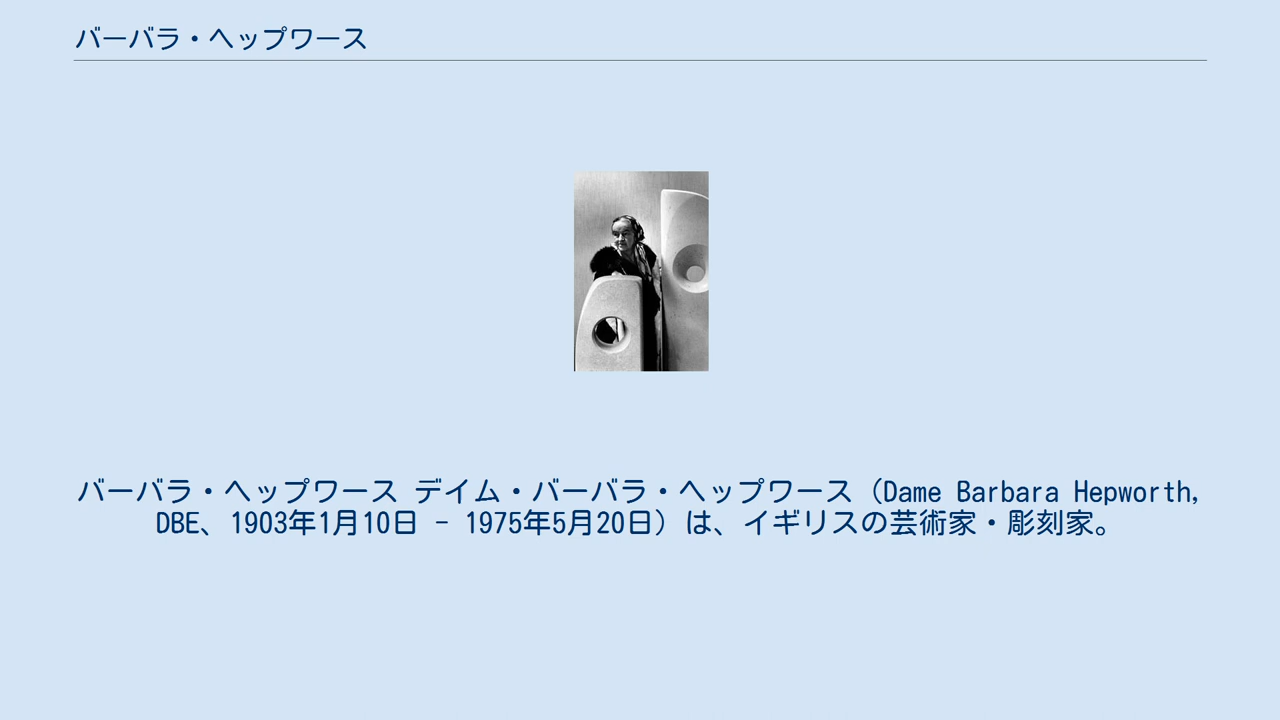 バーバラ・ヘップワース
バーバラ・ヘップワース デイム・バーバラ・ヘップワース（Dame Barbara Hepworth,
DBE、1903年1月10日 - 1975年5月20日）は、イギリスの芸術家・彫刻家。